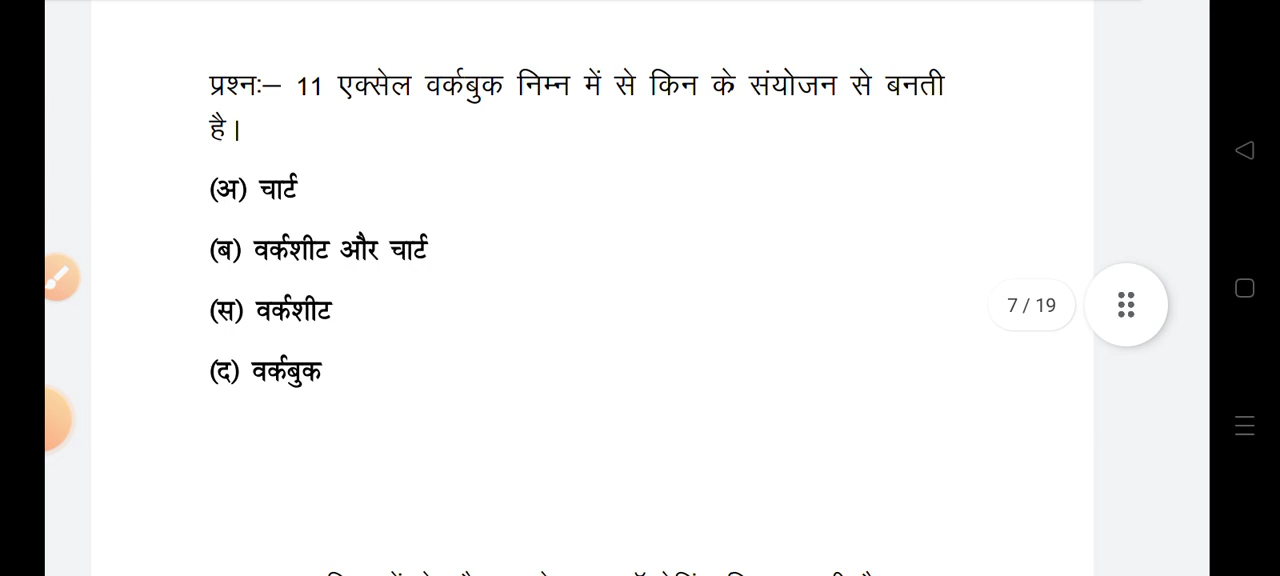 प्रश्नः– 11 एक्सेल वर्कबुक निम्न में से किन के संयोजन से बनती
है।
(अ) चार्ट
(ब) वर्कशीट और चार्ट
(स) वर्कशीट
7 / 19
(द) वर्कबुक